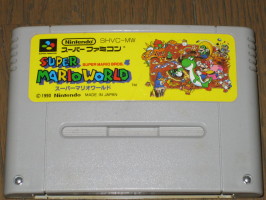 Nintendo SHVC-MW
スーパーファミコン
SUPER MARIO BROS. 4
SUPER
MARIO WORLD
スーパーマリオワールド
© 1990 Nintendo MADE IN JAPAN